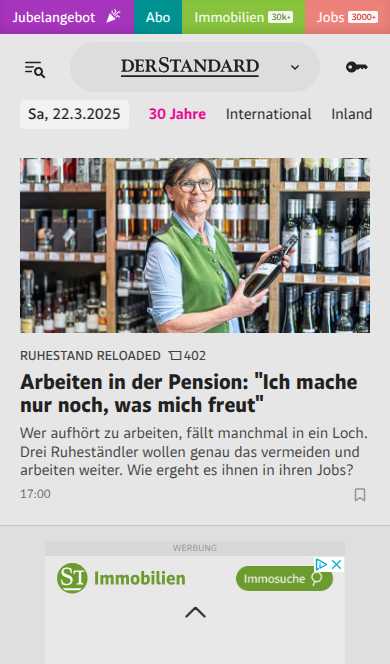 Jubelangebot
Abo
Immobilien 30k+
Jobs 3000+
DERSTANDARD
Sa, 22.3.2025
30 Jahre
International
Inland
RUHESTAND RELOADED 402
Arbeiten in der Pension: "Ich mache
nur noch, was mich freut"
Wer aufhört zu arbeiten, fällt manchmal in ein Loch.
Drei Ruheständler wollen genau das vermeiden und
arbeiten weiter. Wie ergeht es ihnen in ihren Jobs?
17:00
WERBUNG
ST Immobilien
Immosuche